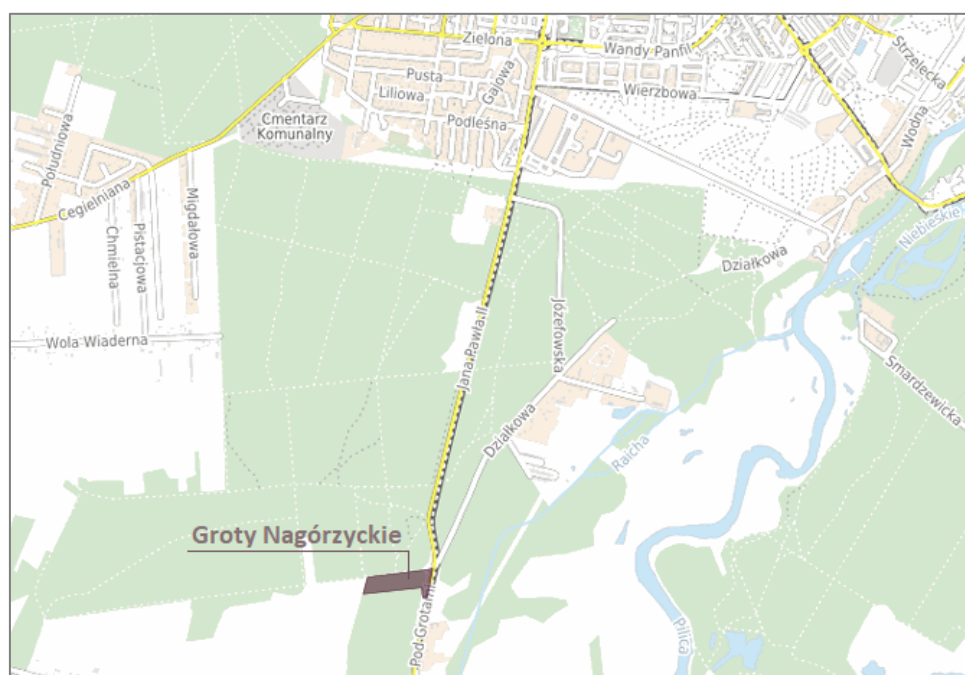 Zielona
Wandy Panfil
Strzelecka
Pusta
Gajowa
Liliowa
Wierzbowa
Cmentarz
Komunalny
Podleśna
Wodna
Południowa
Cegielniana
Migdałowa
Pistacjowa
Chmielna
Niebieskie
Działkowa
Józefowska
Jana Pawła II
Wola Wiaderna
Smardzewicka
Działkowa
Raicha
Groty Nagórzyckie
Pod Grotami
Pilica